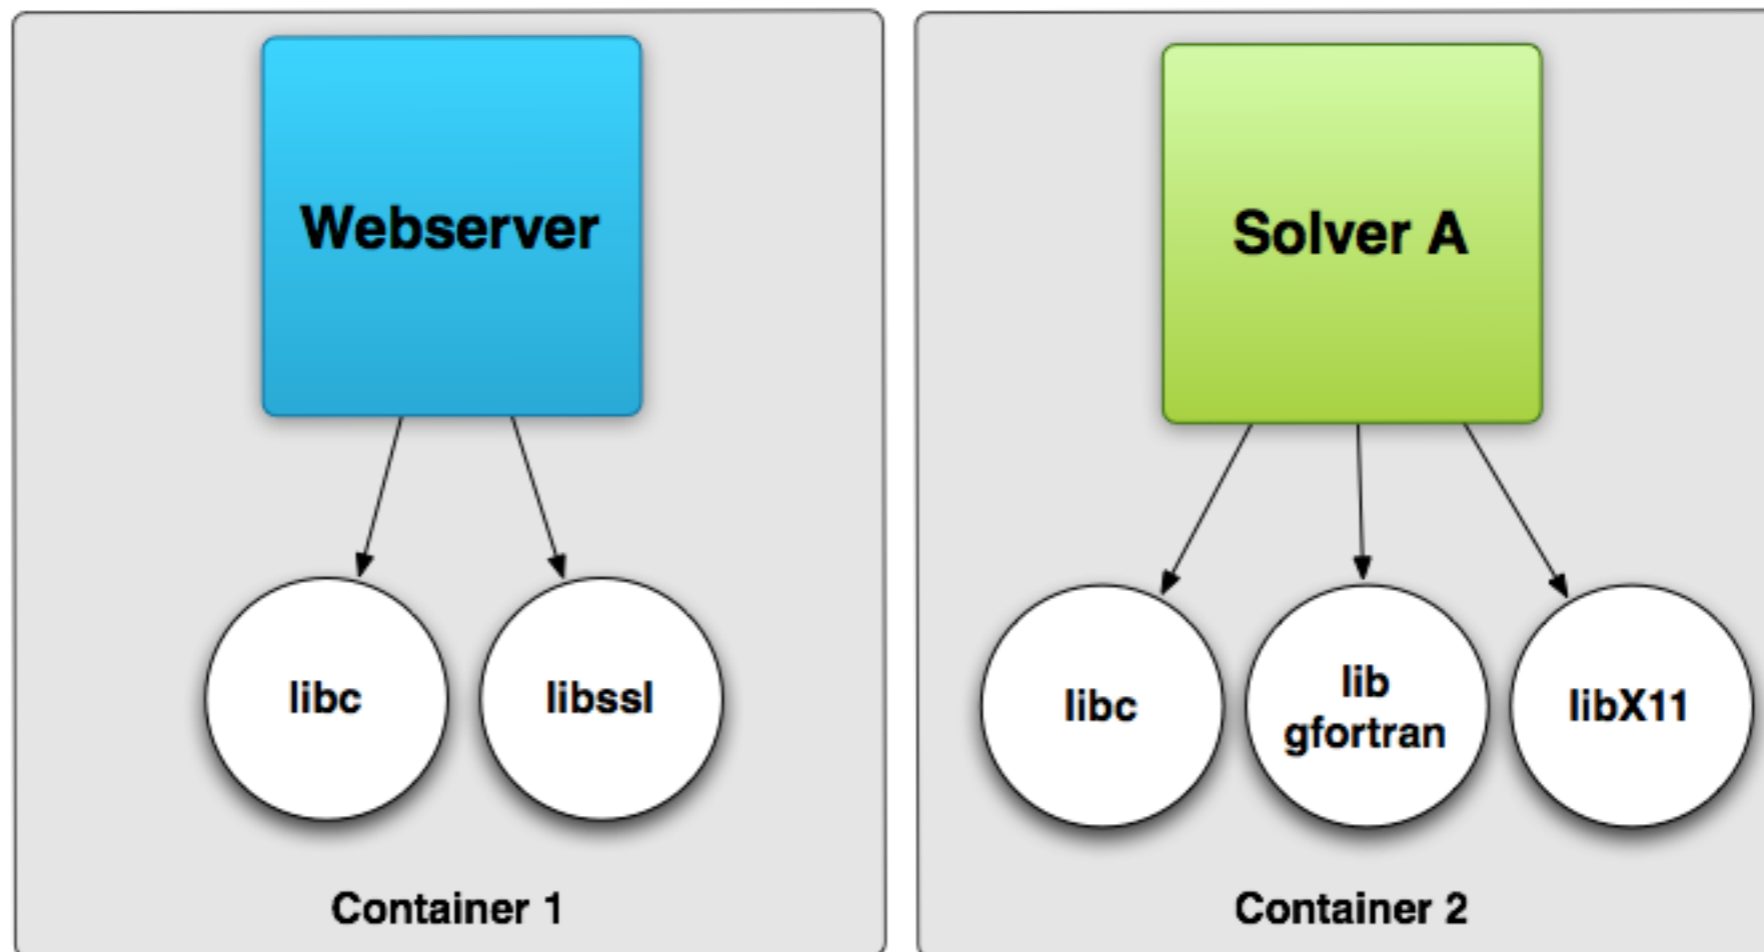 Webserver
libc
libssl
Container 1
Solver A
libc
lib
gfortran
libX11
Container 2